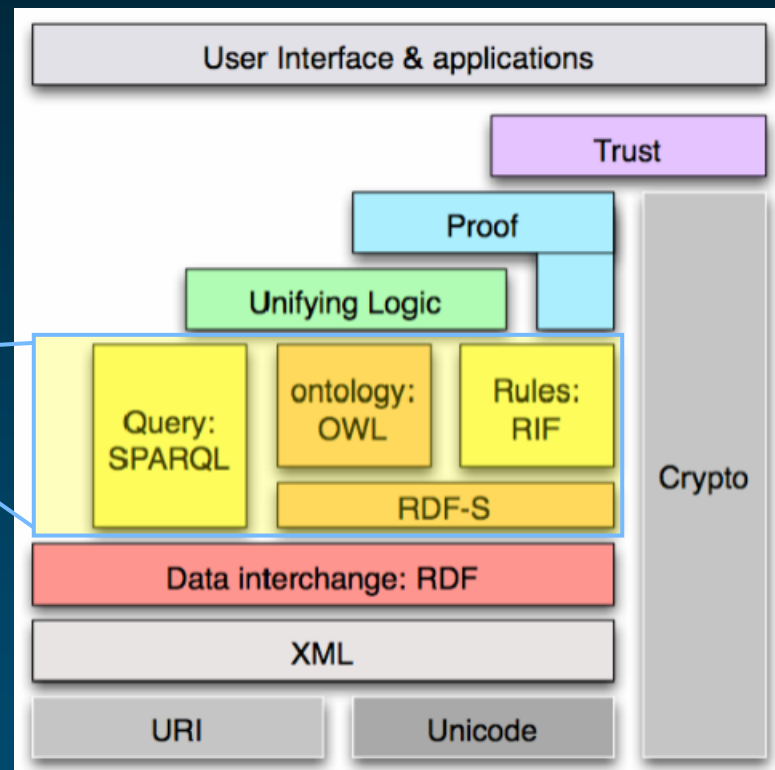 User Interface & applications
Trust
Proof
Unifying Logic
Query:
SPARQL
ontology:
OWL
Rules:
RIF
RDF-S
Crypto
Data interchange: RDF
XML
URI
Unicode